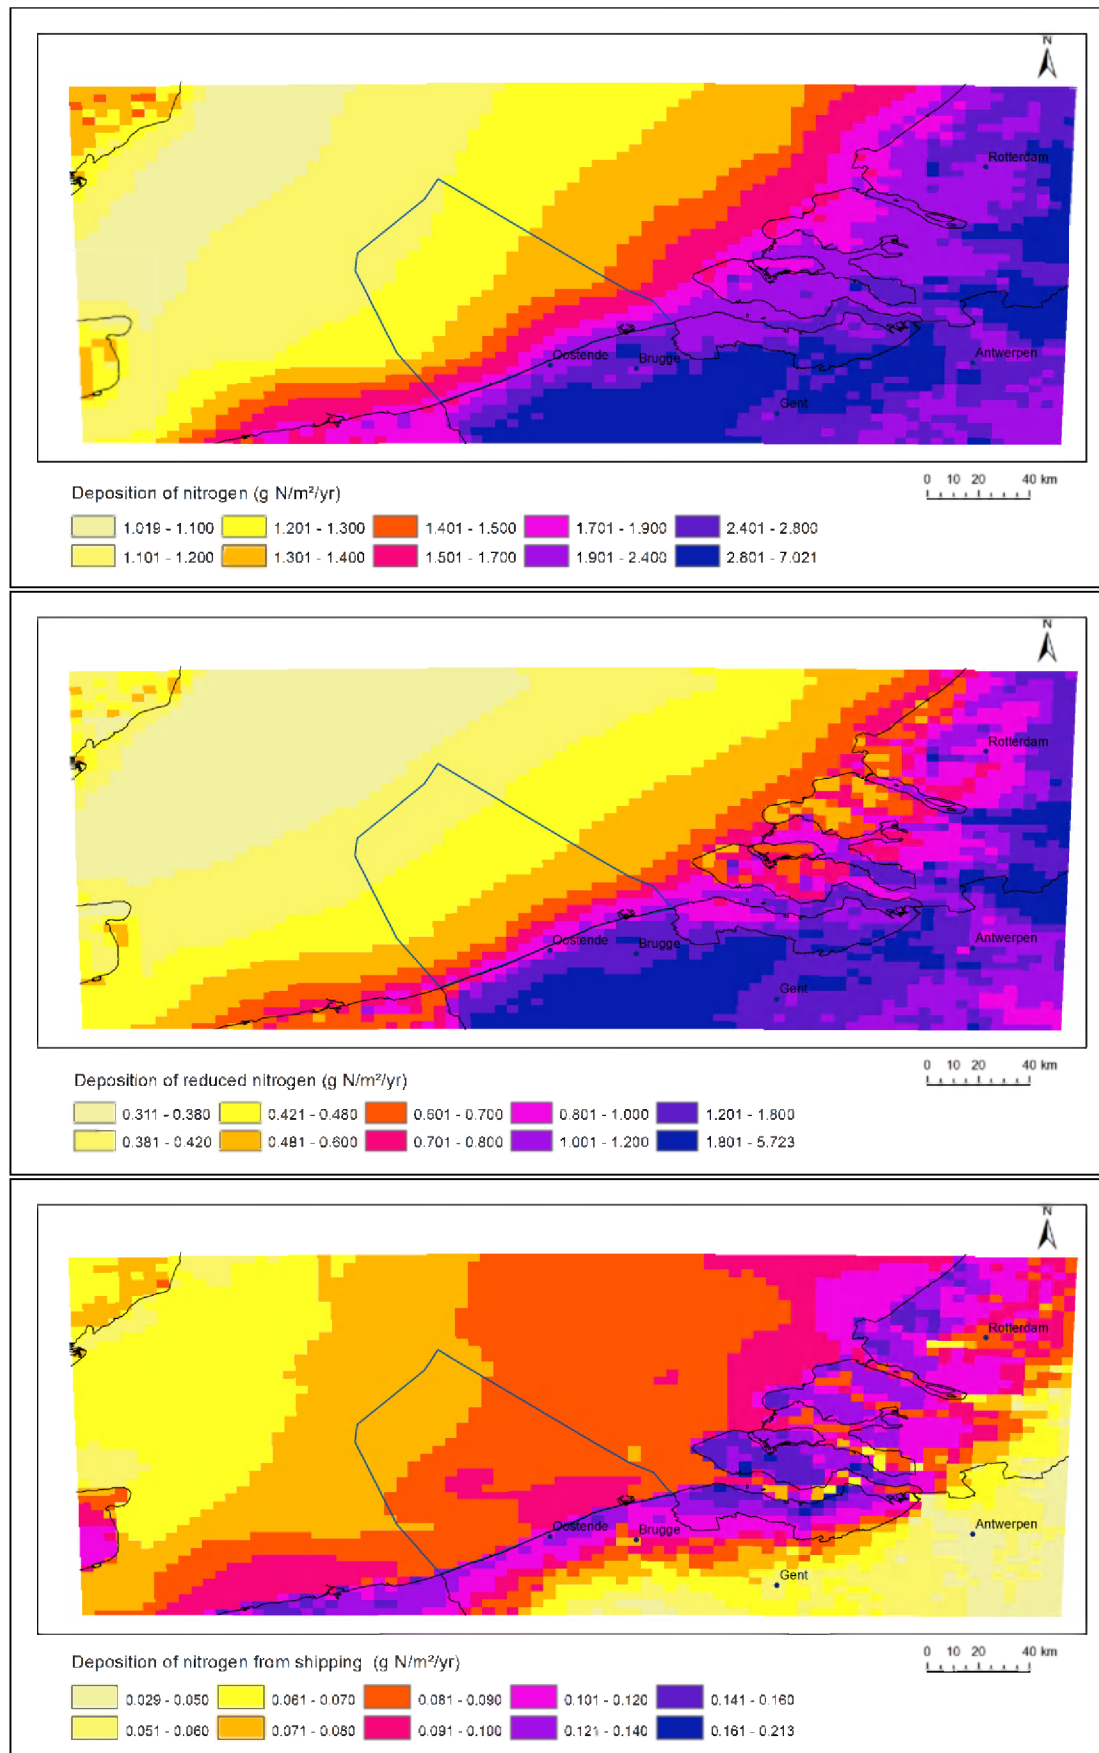 N
Rotterdam
Oostende
Brugge
Antwerpen
Gent
Deposition of nitrogen (g N/m²/yr)
0 10 20 40 km
1.019 - 1.100 1.201 - 1.300 1.401 - 1.500 1.701 - 1.900 2.401 - 2.800
1.101 - 1.200 1.301 - 1.400 1.501 - 1.700 1.901 - 2.400 2.801 - 7.021
N
Rotterdam
Oostende
Brugge
Antwerpen
Gent
0 10 20 40 km
Deposition of reduced nitrogen (g N/m²/yr)
0.311 - 0.380 0.421 - 0.480 0.601 - 0.700 0.801 - 1.000 1.201 - 1.800
0.381 - 0.420 0.481 - 0.600 0.701 - 0.800 1.001 - 1.200 1.801 - 5.723
N
Rotterdam
Oostende
Brugge
Antwerpen
Gent
0 10 20 40 km
Deposition of nitrogen from shipping (g N/m²/yr)
0.029 - 0.050 0.061 - 0.070 0.081 - 0.090 0.101 - 0.120 0.141 - 0.160
0.051 - 0.060 0.071 - 0.080 0.091 - 0.100 0.121 - 0.140 0.161 - 0.213